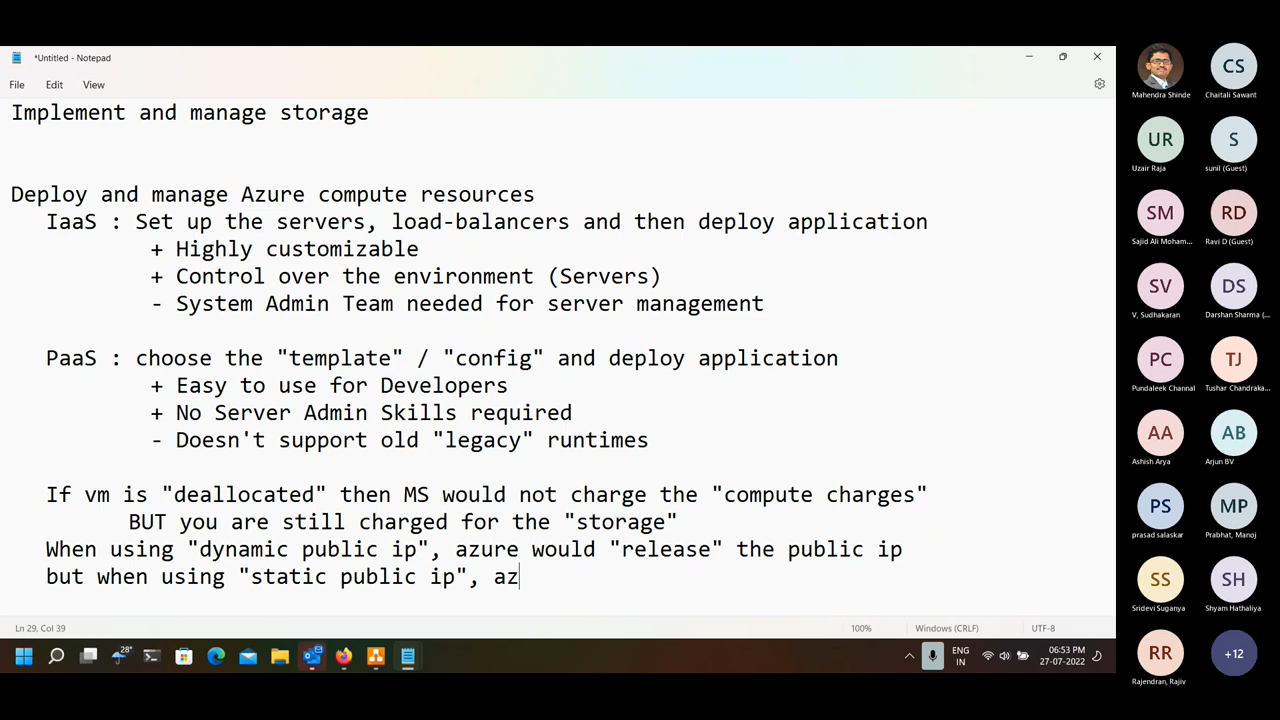 *Untitled - Notepad
File Edit View
Implement and manage storage
Deploy and manage Azure compute resources
IaaS : Set up the servers, load-balancers and then deploy application
+ Highly customizable
+ Control over the environment (Servers)
- System Admin Team needed for server management
PaaS : choose the "template" / "config" and deploy application
+ Easy to use for Developers
+ No Server Admin Skills required
- Doesn't support old "legacy" runtimes
If vm is "deallocated" then MS would not charge the "compute charges"
BUT you are still charged for the "storage"
When using "dynamic public ip", azure would "release" the public ip
but when using "static public ip", az
Ln 29, Col 39 100% Windows (CRLF) UTF-8
28°
ENG
IN
06:53 PM
27-07-2022
Mahendra Shinde
CS
Chaitali Sawant
UR
Uzair Raja
S
sunil (Guest)
SM
Sajid Ali Moham...
RD
Ravi D (Guest)
SV
V, Sudhakaran
DS
Darshan Sharma (...
PC
Pundaleek Channal
TJ
Tushar Chandraka...
AA
Ashish Arya
AB
Arjun BV
PS
prasad salaskar
MP
Prabhat, Manoj
SS
Sridevi Suganya
SH
Shyam Hathaliya
RR
Rajendran, Rajiv
+12